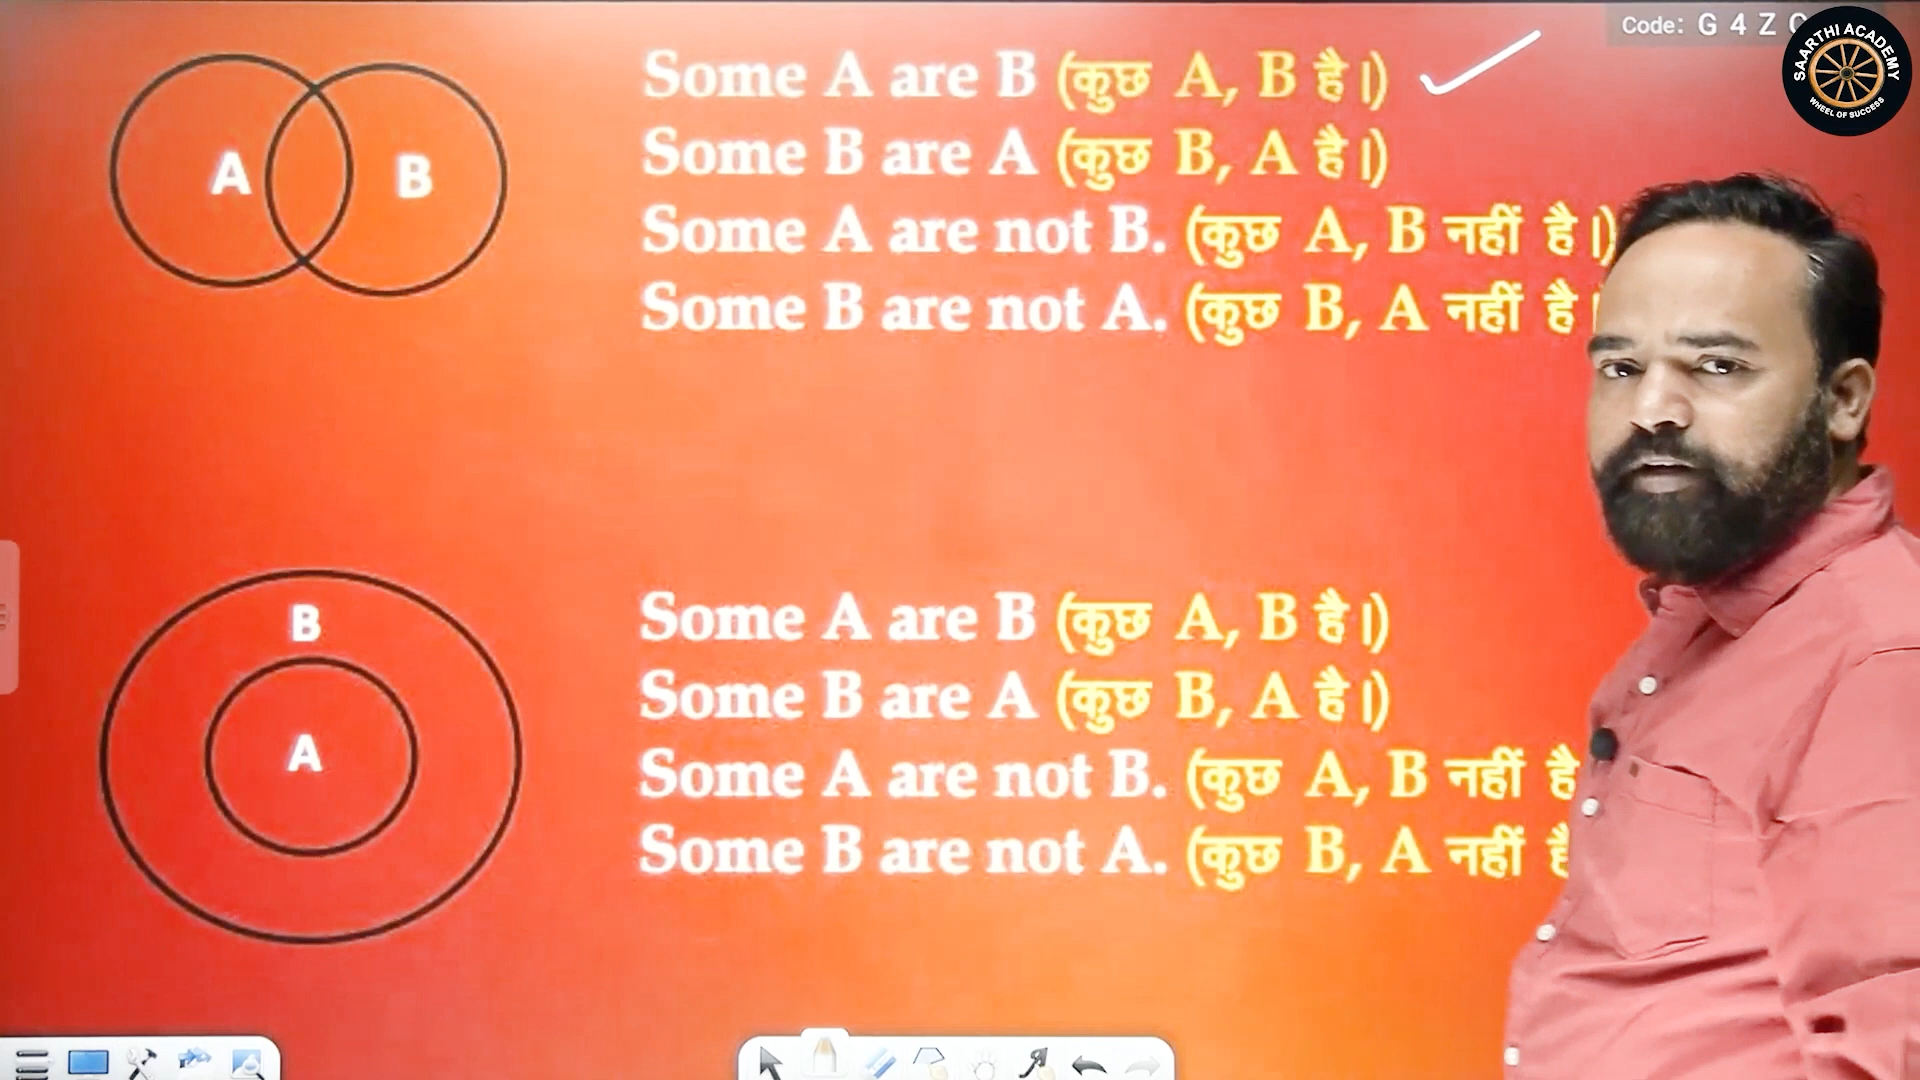 Code: G 4 Z
SAARTHI ACADEMY
WHEEL OF SUCCESS
A
B
Some A are B (कुछ A, B है।)
Some B are A (कुछ B, A है।)
Some A are not B. (कुछ A, B नहीं है।)
Some B are not A. (कुछ B, A नहीं है।
B
A
Some A are B (कुछ A, B है।)
Some B are A (कुछ B, A है।)
Some A are not B. (कुछ A, B नहीं है
Some B are not A. (कुछ B, A नहीं है